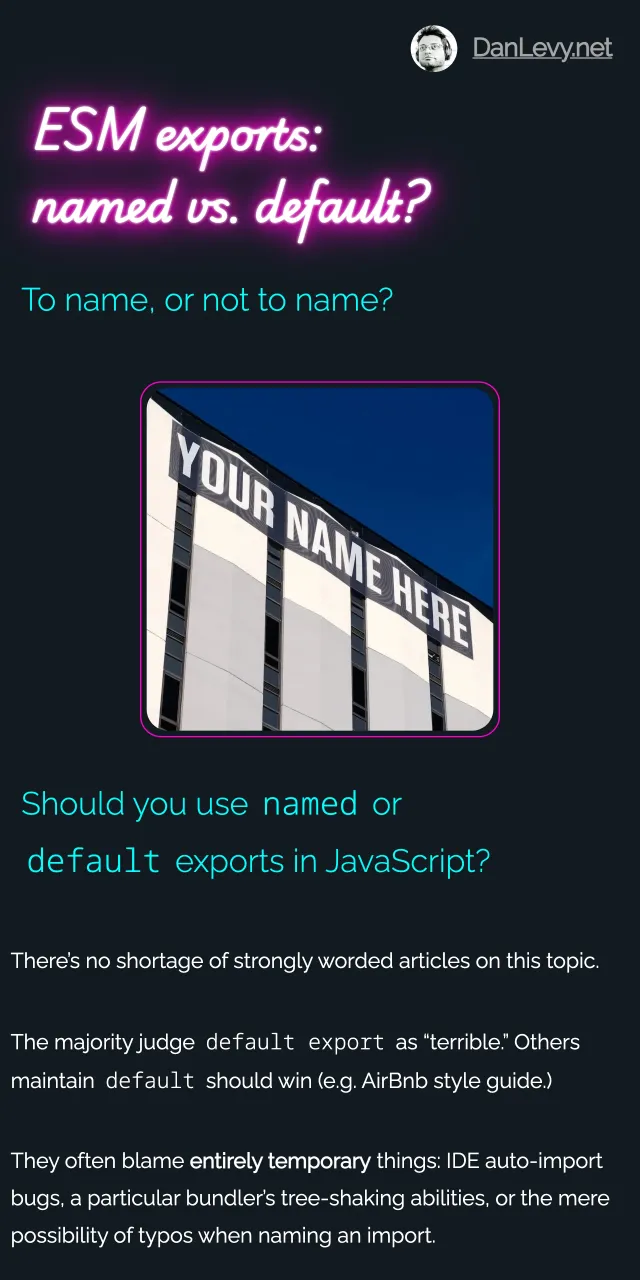 DanLevy.net
ESM exports:
named vs. default?
To name, or not to name?
YOUR NAME HERE
Should you use named or
default exports in JavaScript?
There’s no shortage of strongly worded articles on this topic.
The majority judge default export as “terrible.” Others
maintain default should win (e.g. AirBnb style guide.)
They often blame entirely temporary things: IDE auto-import
bugs, a particular bundler’s tree-shaking abilities, or the mere
possibility of typos when naming an import.